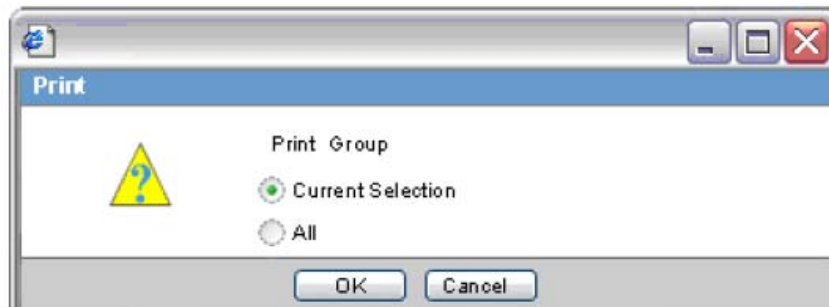 Print
?
Print Group
Current Selection
All
OK Cancel